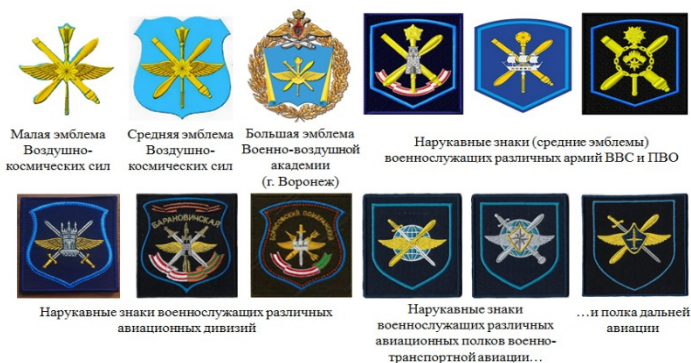 Малая эмблема
Воздушно-
космических сил
Средняя эмблема
Воздушно-
космических сил
Большая эмблема
Военно-воздушной
академии
(г. Воронеж)
Нарукавные знаки (средние эмблемы)
военнослужащих различных армий ВВС и ПВО
БАРАНОВИЧСКАЯ
Нарукавные знаки военнослужащих различных
авиационных дивизий
Нарукавные знаки
военнослужащих различных
авиационных полков военно-
транспортной авиации…
…и полка дальней
авиации